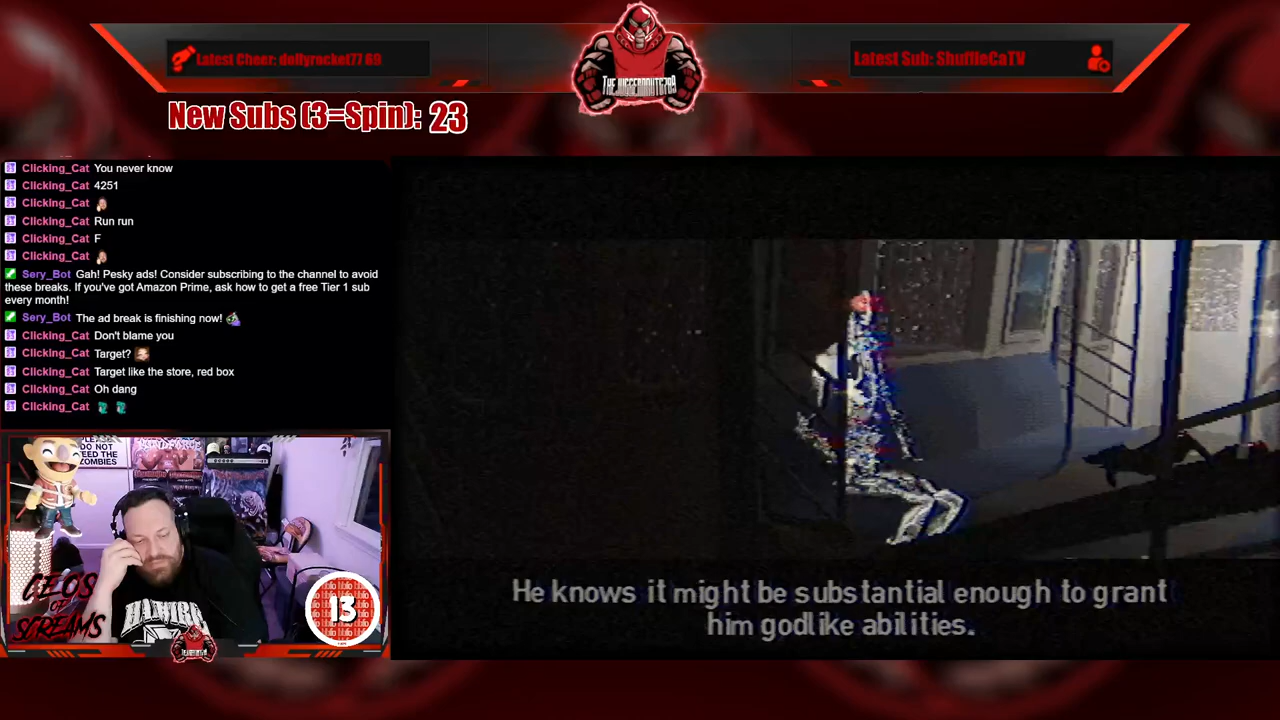 Latest Cheer: dollyrocket77 69
THEJUGGERNAUT6789
Latest Sub: ShuffleCaTV
New Subs (3=Spin): 23
Clicking_Cat You never know
Clicking_Cat 4251
Clicking_Cat
Clicking_Cat Run run
Clicking_Cat F
Clicking_Cat
Sery_Bot Gah! Pesky ads! Consider subscribing to the channel to avoid
these breaks. If you've got Amazon Prime, ask how to get a free Tier 1 sub
every month!
Sery_Bot The ad break is finishing now!
Clicking_Cat Don't blame you
Clicking_Cat Target?
Clicking_Cat Target like the store, red box
Clicking_Cat Oh dang
Clicking_Cat
DO NOT
FEED THE
ZOMBIES
CEO'S
OF
SCREAMS
13
He knows it might be substantial enough to grant
him godlike abilities.